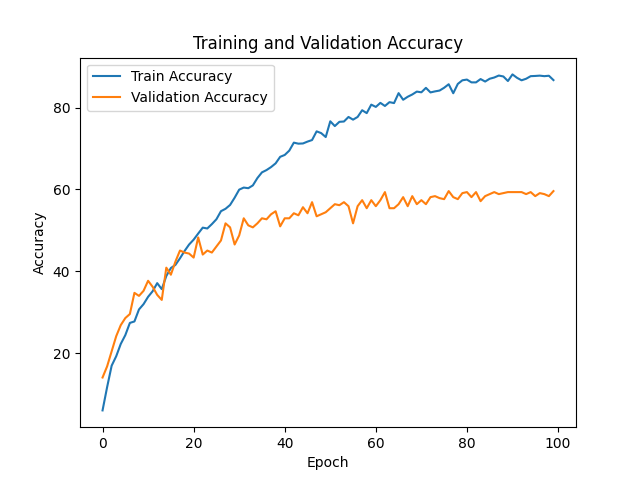 Training and Validation Accuracy
Train Accuracy
Validation Accuracy
80
60
40
20
Accuracy
0 20 40 60 80 100
Epoch